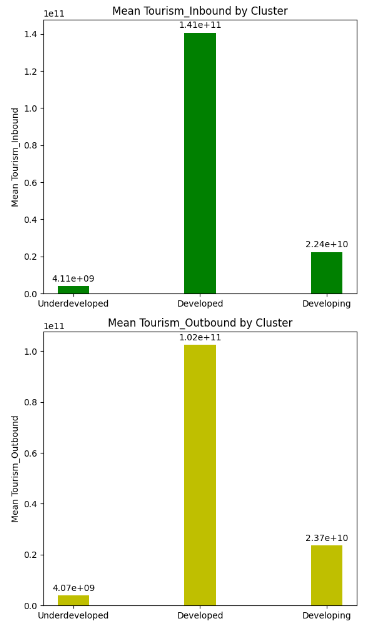 Mean Tourism_Inbound by Cluster
1e11
1.41e+11
1.4
1.2
1.0
0.8
0.6
0.4
0.2
0.0
Mean Tourism_Inbound
4.11e+09
2.24e+10
Underdeveloped Developed Developing
Mean Tourism_Outbound by Cluster
1e11
1.02e+11
1.0
0.8
0.6
0.4
0.2
0.0
Mean Tourism_Outbound
4.07e+09
2.37e+10
Underdeveloped Developed Developing